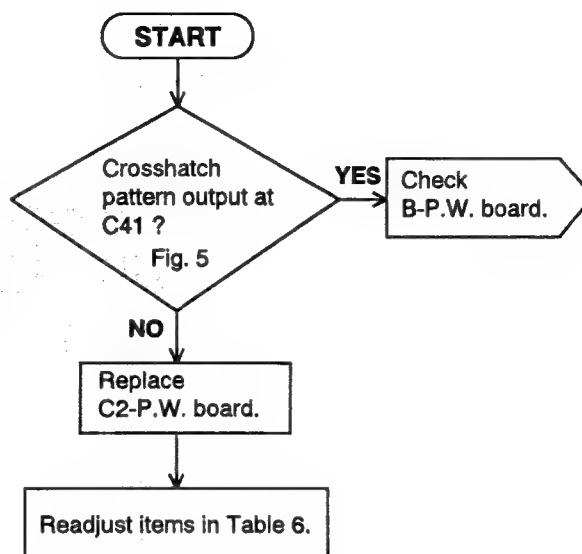 START
Crosshatch
pattern output at
C41 ?
Fig. 5
YES
Check
B-P.W. board.
NO
Replace
C2-P.W. board.
Readjust items in Table 6.